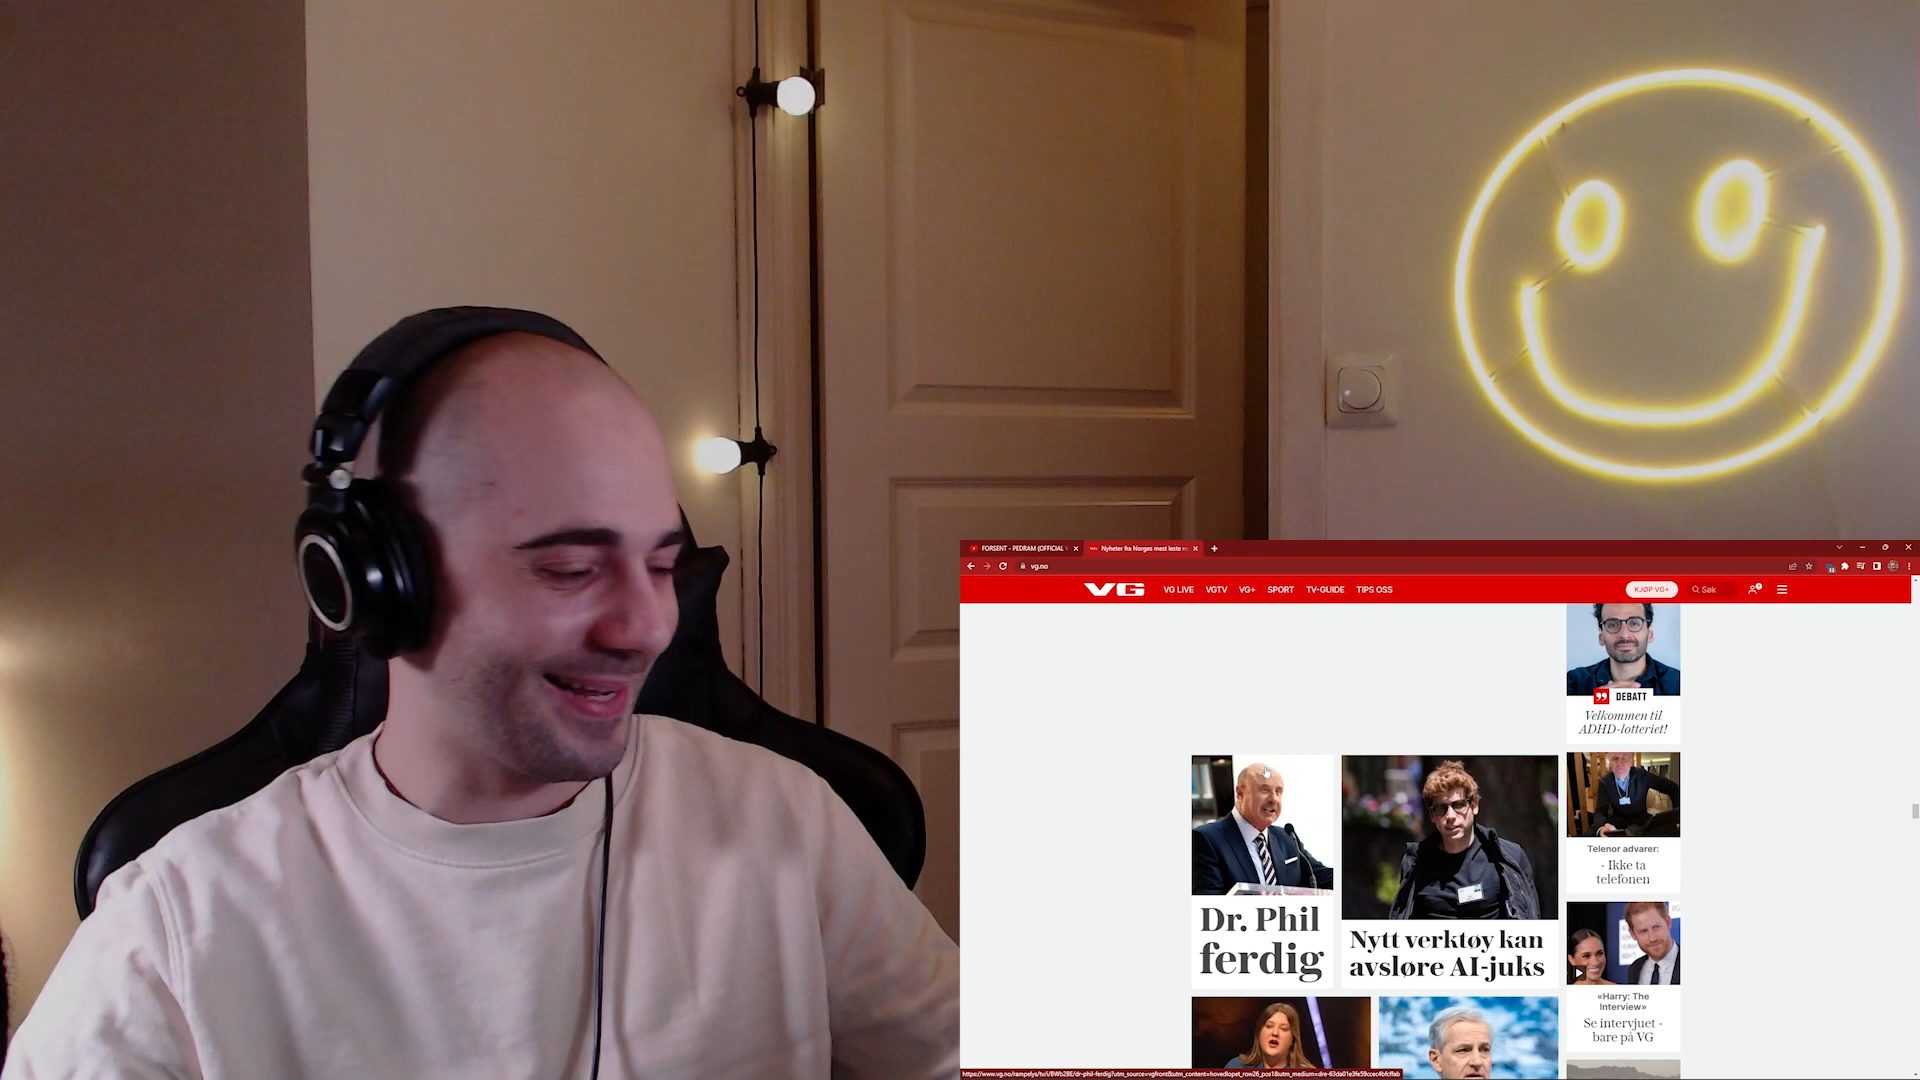 FORSENT - PEDRAM (OFFICIAL
Nyheter fra Norges mest leste n
vg.no
VG
VG LIVE
VGTV
VG+
SPORT
TV-GUIDE
TIPS OSS
KJØP VG+
Søk
DEBATT
Velkommen til
ADHD-lotteriet!
Dr. Phil
ferdig
Nytt verktøy kan
avsløre AI-juks
Telenor advarer:
- Ikke ta
telefonen
«Harry: The
Interview»
Se intervjuet -
bare på VG